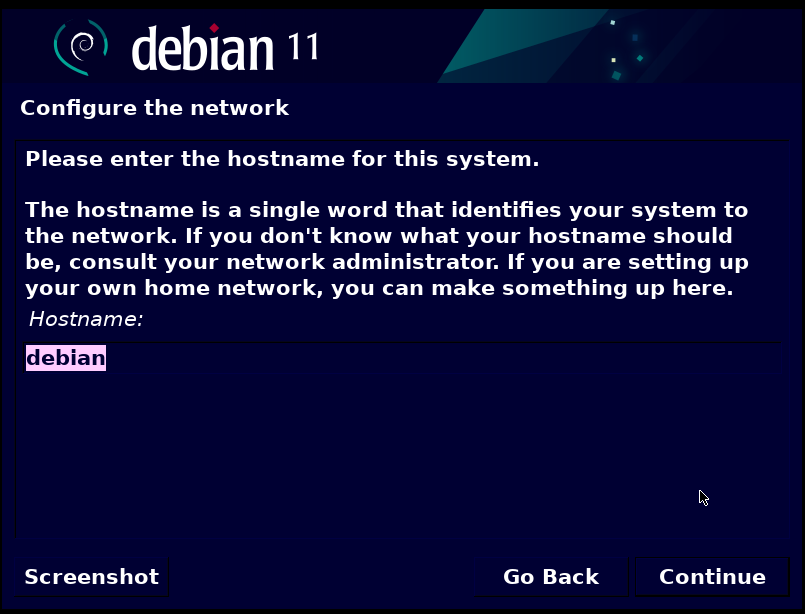 debian 11
Configure the network
Please enter the hostname for this system.
The hostname is a single word that identifies your system to
the network. If you don't know what your hostname should
be, consult your network administrator. If you are setting up
your own home network, you can make something up here.
Hostname:
debian
Screenshot Go Back Continue